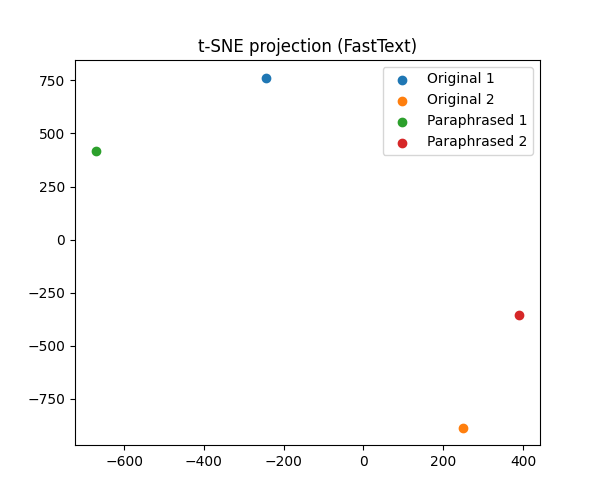 t-SNE projection (FastText)
Original 1
Original 2
Paraphrased 1
Paraphrased 2
750
500
250
0
−250
−500
−750
−600
−400
−200
0
200
400